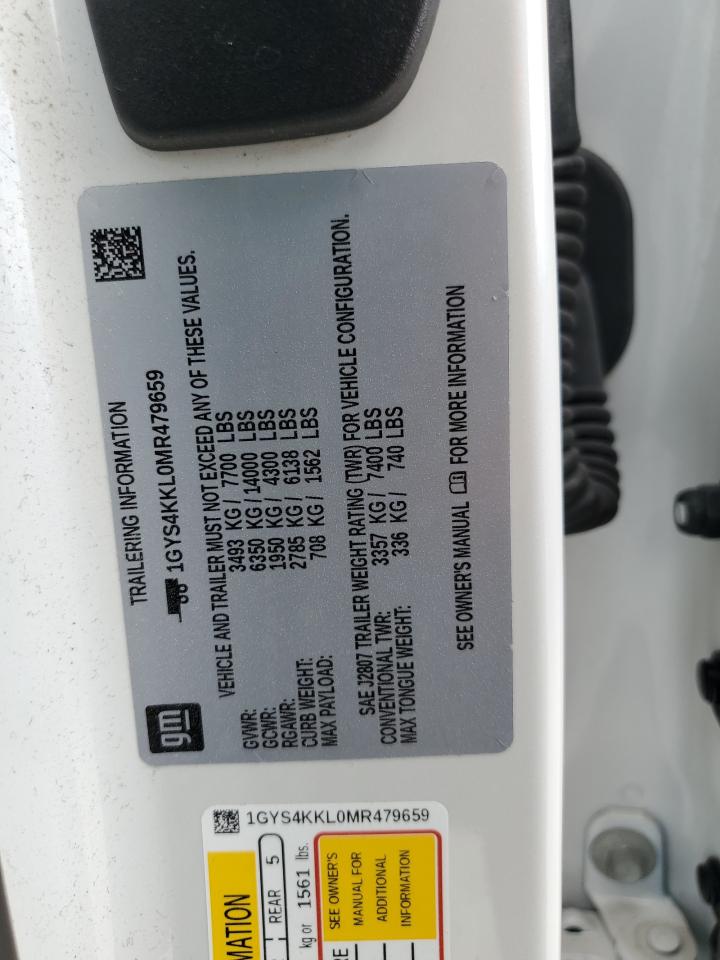 TRAILERING INFORMATION
1GYS4KKL0MR479659
VEHICLE AND TRAILER MUST NOT EXCEED ANY OF THESE VALUES.
GVWR: 3493 KG / 7700 LBS
GCWR: 6350 KG / 14000 LBS
RGAWR: 1950 KG / 4300 LBS
CURB WEIGHT: 2785 KG / 6138 LBS
MAX PAYLOAD: 708 KG / 1562 LBS
SAE J2807 TRAILER WEIGHT RATING (TWR) FOR VEHICLE CONFIGURATION.
CONVENTIONAL TWR: 3357 KG / 7400 LBS
MAX TONGUE WEIGHT: 336 KG / 740 LBS
SEE OWNER'S MANUAL FOR MORE INFORMATION
gm
1GYS4KKL0MR479659
MATION
REAR 5
kg or 1561 lbs.
RE
SEE OWNER'S
MANUAL FOR
ADDITIONAL
INFORMATION